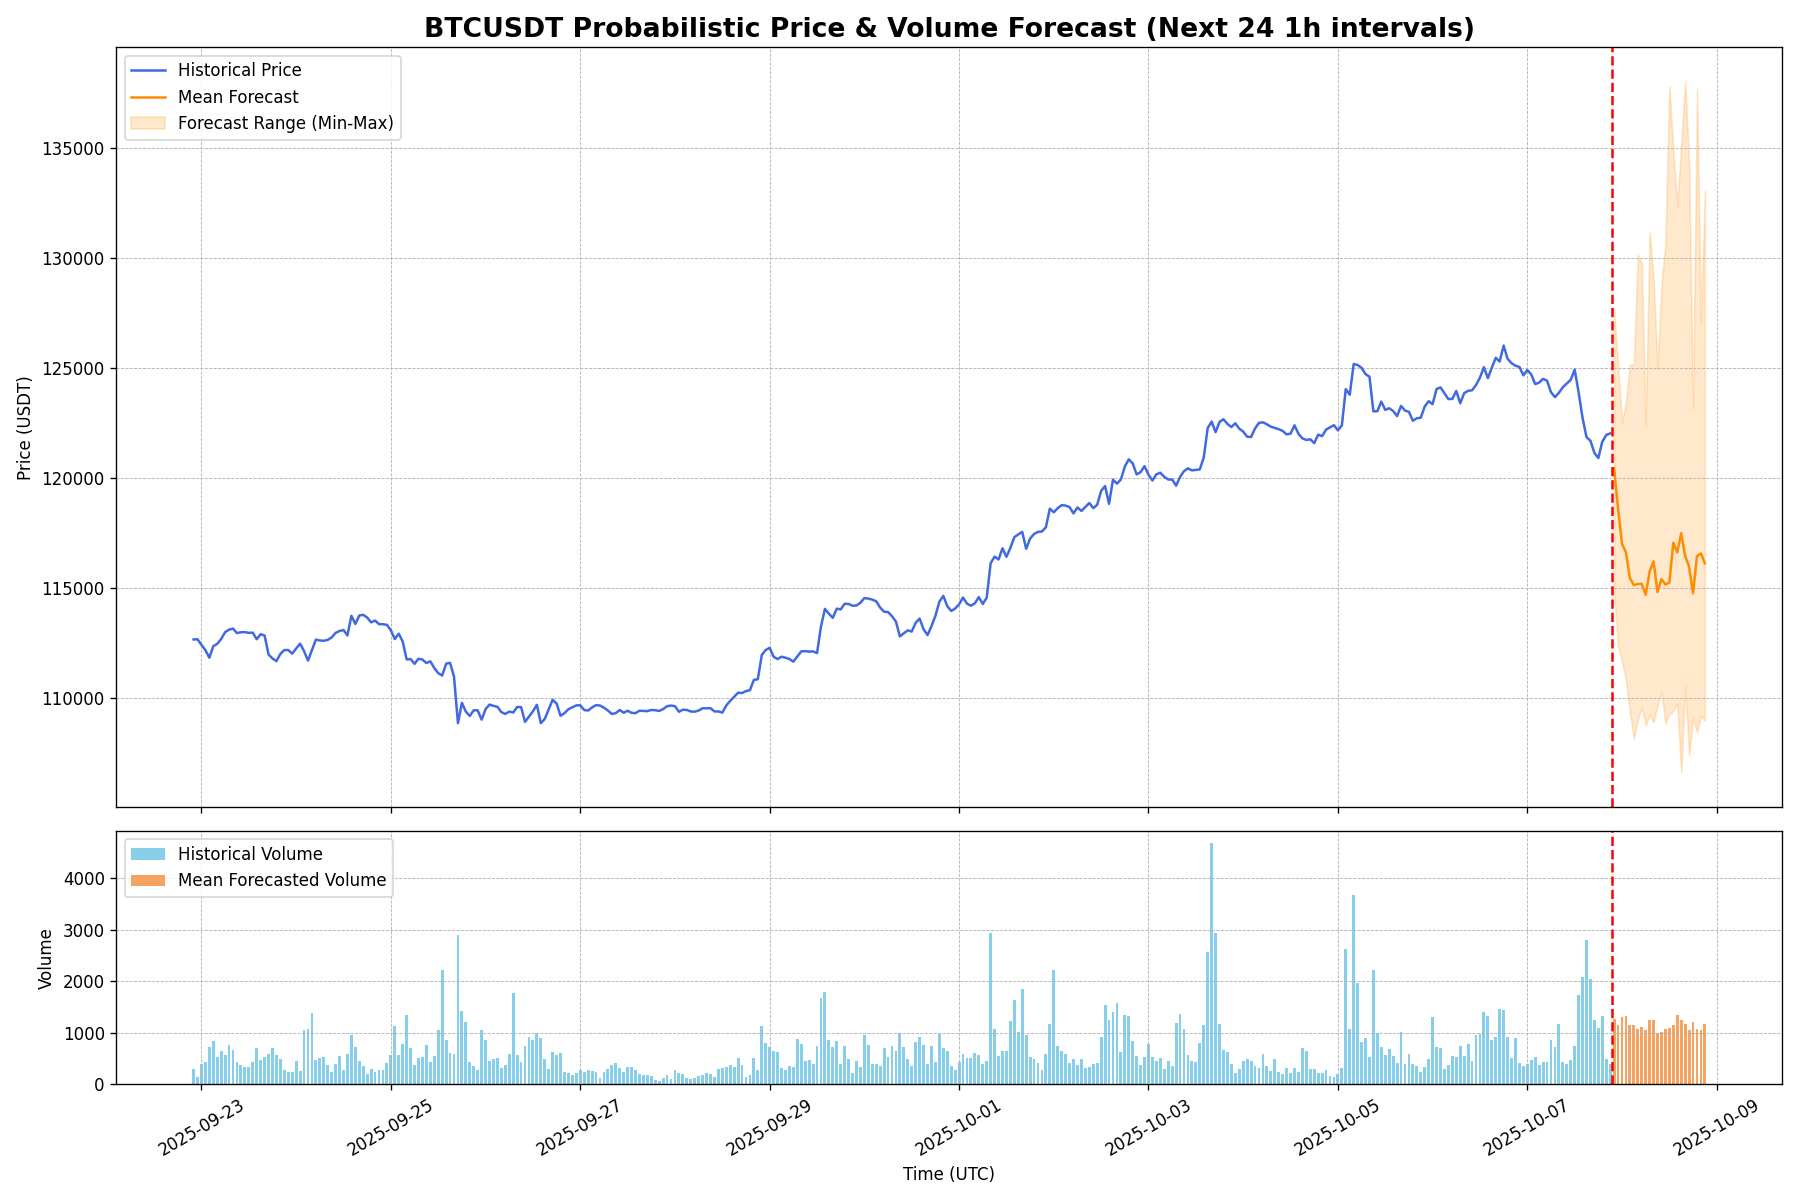 BTCUSDT Probabilistic Price & Volume Forecast (Next 24 1h intervals)
Historical Price
Mean Forecast
Forecast Range (Min-Max)
135000
130000
125000
120000
115000
110000
Price (USDT)
Historical Volume
Mean Forecasted Volume
4000
3000
2000
1000
0
Volume
2025-09-23
2025-09-25
2025-09-27
2025-09-29
2025-10-01
2025-10-03
2025-10-05
2025-10-07
2025-10-09
Time (UTC)